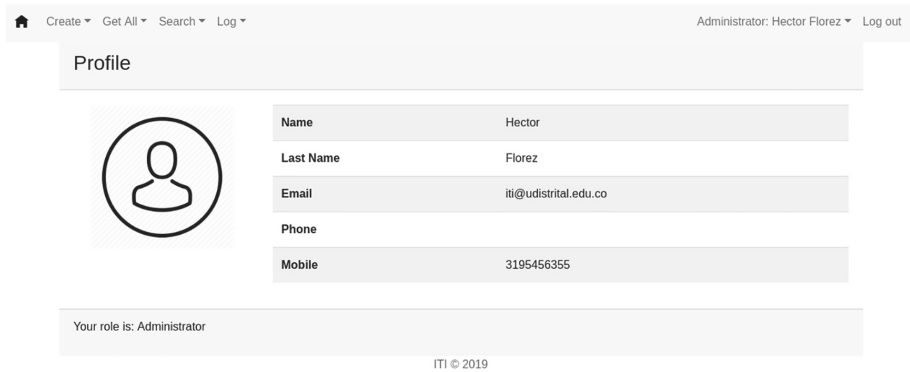 Create Get All Search Log Administrator: Hector Florez Log out
Profile
Name Hector
Last Name Florez
Email iti@udistrital.edu.co
Phone
Mobile 3195456355
Your role is: Administrator
ITI © 2019